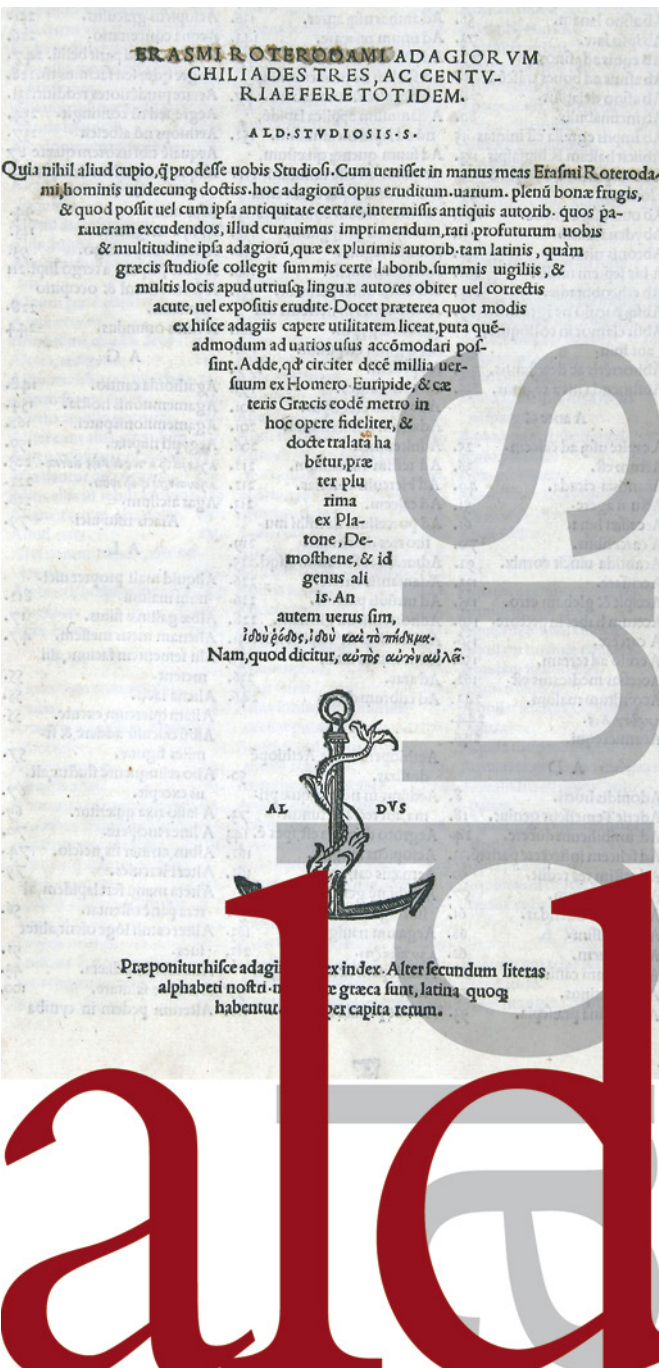 ERASMI ROTERODAMI ADAGIORVM
CHILIADES TRES, AC CENTV-
RIAE FERE TOTIDEM.
ALD·STVDIOSIS·S·
Quia nihil aliud cupio, q̃ prodesse uobis Studiosi. Cum uenisset in manus meas Erasmi Roteroda-
mi, hominis undecunq; doctiss. hoc adagiorũ opus eruditum. uarium. plenũ bonæ frugis,
& quod possit uel cum ipsa antiquitate certare, intermissis antiquis autorib· quos pa-
raueram excudendos, illud curauimus imprimendum, rati profuturum uobis
& multitudine ipsa adagiorũ, quæ ex plurimis autorib·tam latinis, quàm
græcis studiose collegit summis certe laborib. summis uigiliis, &
multis locis apud utriusq; linguæ autores obiter uel correctis
acute, uel expositis erudite· Docet præterea quot modis
ex hisce adagiis capere utilitatem liceat, puta quẽ-
admodum ad uarios usus accõmodari pos-
sint. Adde, qd' circiter decẽ millia uer-
suum ex Homero·Euripide, & cæ
teris Græcis eodẽ metro in
hoc opere fideliter, &
docte tralata ha
bẽtur, præ
ter plu
rima
ex Pla-
tone, De-
mosthene, & id
genus ali
is·An
autem uerus sim,
ἰδοὺ ῥόδος, ἰδοὺ καὶ τὸ πήδημα·
Nam, quod dicitur, αὐτὸς αὑτὸν αὐλεῖ·
AL DVS
Præponitur hisce adagi ex index. Alter secundum literas
alphabeti nostri· græca sunt, latina quoq;
habentur. per capita rerum.
aldus
ald